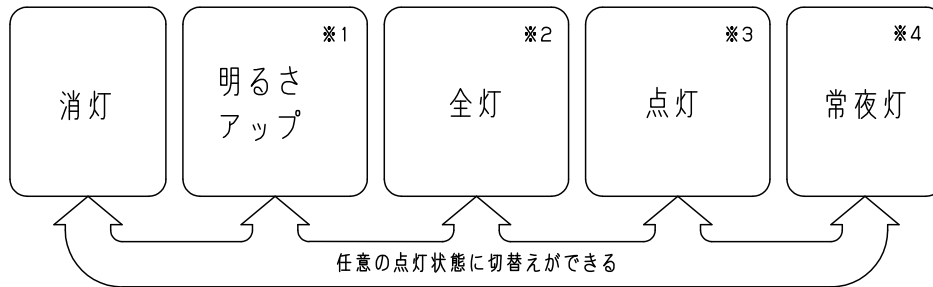 消灯
※1
明るさ
アップ
※2
全灯
※3
点灯
※4
常夜灯
任意の点灯状態に切替えができる